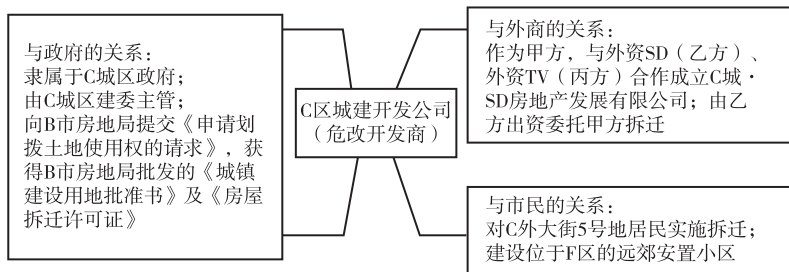 与政府的关系：
隶属于C城区政府；
由C城区建委主管；
向B市房地局提交《申请划
拨土地使用权的请求》，获
得B市房地局批发的《城镇
建设用地批准书》及《房屋
拆迁许可证》
C区城建开发公司
（危改开发商）
与外商的关系：
作为甲方，与外资SD（乙方）、
外资TV（丙方）合作成立C城·
SD房地产发展有限公司；由乙
方出资委托甲方拆迁
与市民的关系：
对C外大街5号地居民实施拆迁；
建设位于F区的远郊安置小区